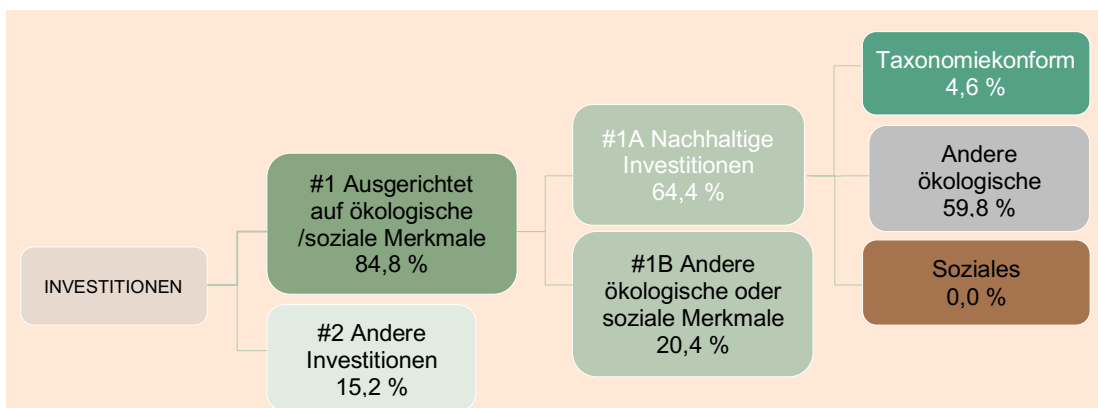 INVESTITIONEN
#1 Ausgerichtet
auf ökologische
/soziale Merkmale
84,8 %
#2 Andere
Investitionen
15,2 %
#1A Nachhaltige
Investitionen
64,4 %
#1B Andere
ökologische oder
soziale Merkmale
20,4 %
Taxonomiekonform
4,6 %
Andere
ökologische
59,8 %
Soziales
0,0 %